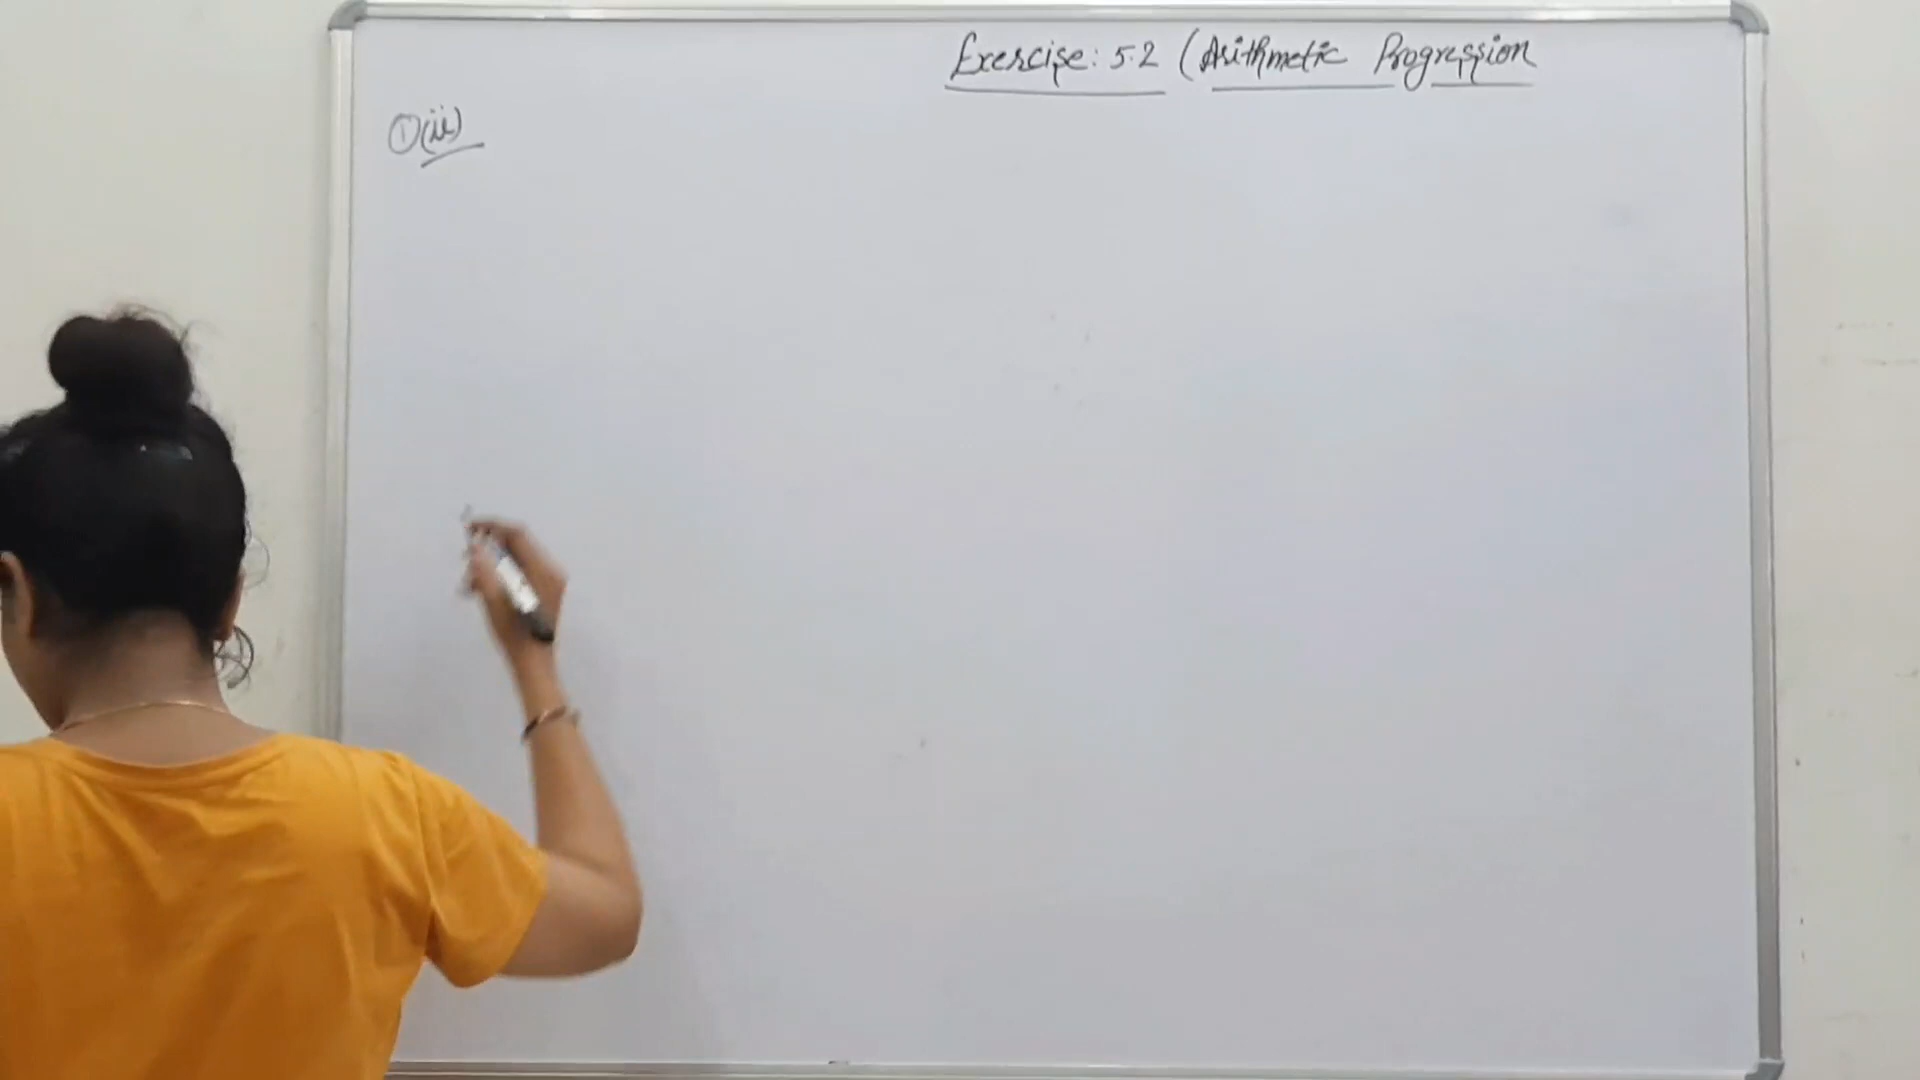 Exercise: 5.2 (Arithmetic Progression
①(ii)